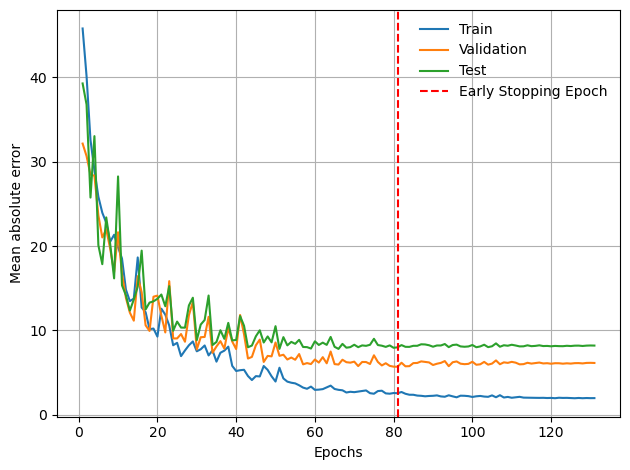 40
30
20
10
0
Mean absolute error
Train
Validation
Test
Early Stopping Epoch
0 20 40 60 80 100 120
Epochs